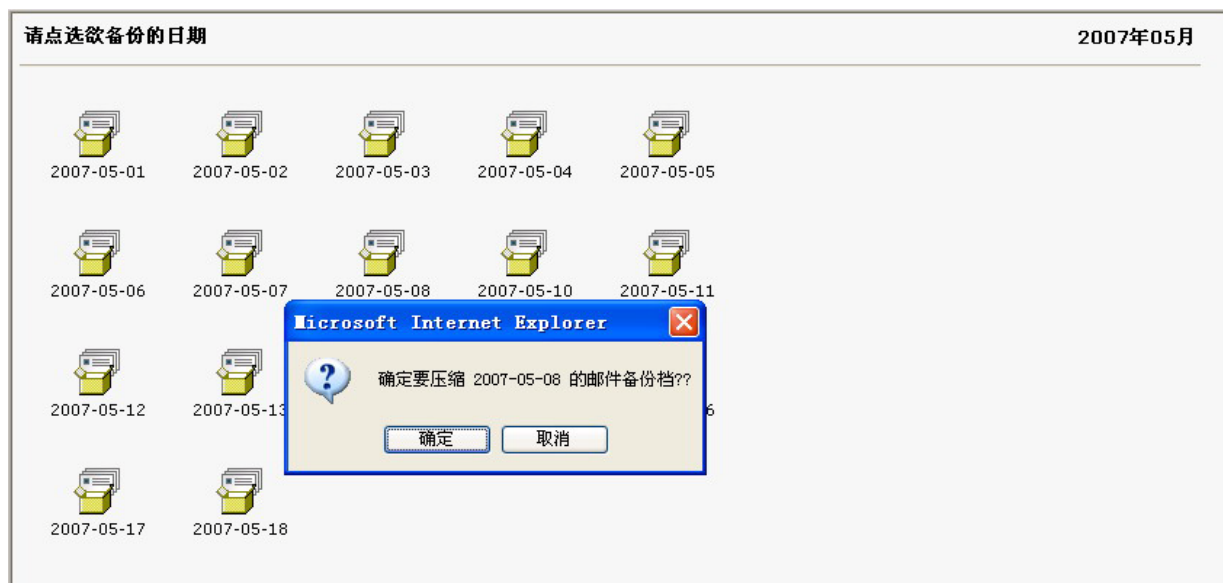 请点选欲备份的日期 2007年05月
2007-05-01 2007-05-02 2007-05-03 2007-05-04 2007-05-05
2007-05-06 2007-05-07 2007-05-08 2007-05-10 2007-05-11
Microsoft Internet Explorer
确定要压缩 2007-05-08 的邮件备份档??
2007-05-12 2007-05-13 6
确定 取消
2007-05-17 2007-05-18